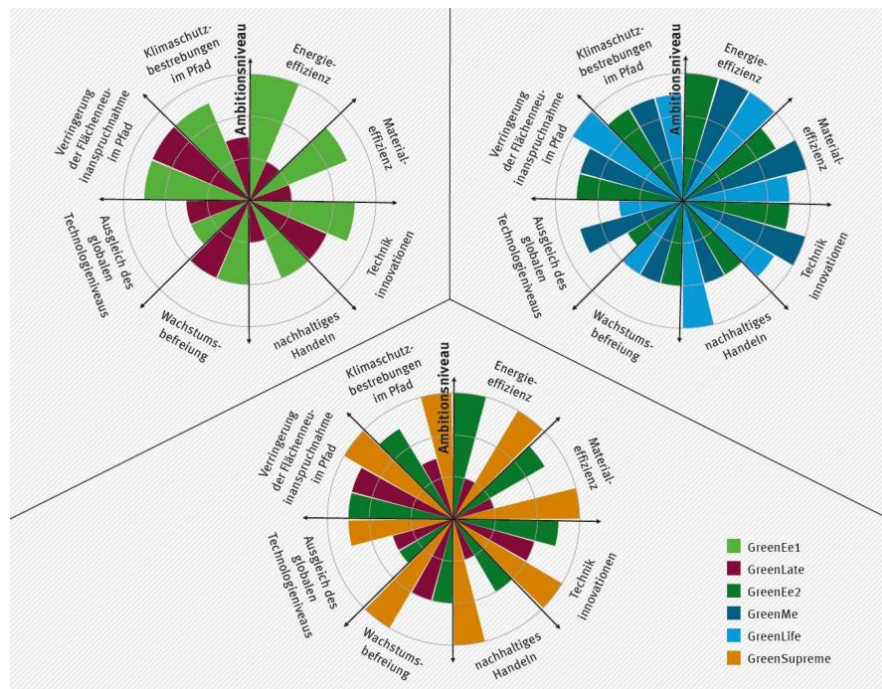 Klimaschutz-
bestrebungen
im Pfad
Ambitionsniveau
Energie-
effizienz
Material-
effizienz
Technik
innovationen
nachhaltiges
Handeln
Wachstums-
befreiung
Ausgleich des
globalen
Technologieniveaus
Verringerung
der Flächenneu-
inanspruchnahme
im Pfad
Klimaschutz-
bestrebungen
im Pfad
Ambitionsniveau
Energie-
effizienz
Material-
effizienz
Technik
innovationen
nachhaltiges
Handeln
Wachstums-
befreiung
Ausgleich des
globalen
Technologieniveaus
Verringerung
der Flächenneu-
inanspruchnahme
im Pfad
Klimaschutz-
bestrebungen
im Pfad
Ambitionsniveau
Energie-
effizienz
Material-
effizienz
Technik
innovationen
nachhaltiges
Handeln
Wachstums-
befreiung
Ausgleich des
globalen
Technologieniveaus
Verringerung
der Flächenneu-
inanspruchnahme
im Pfad
GreenEe1
GreenLate
GreenEe2
GreenMe
GreenLife
GreenSupreme